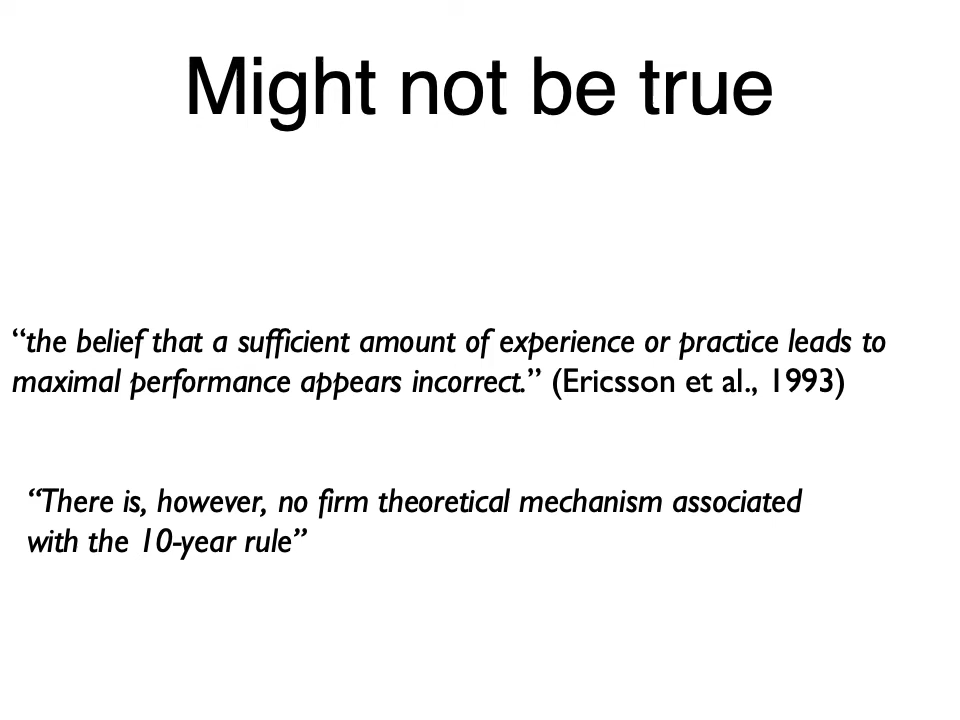 Might not be true
“the belief that a sufficient amount of experience or practice leads to
maximal performance appears incorrect.” (Ericsson et al., 1993)
“There is, however, no firm theoretical mechanism associated
with the 10-year rule”